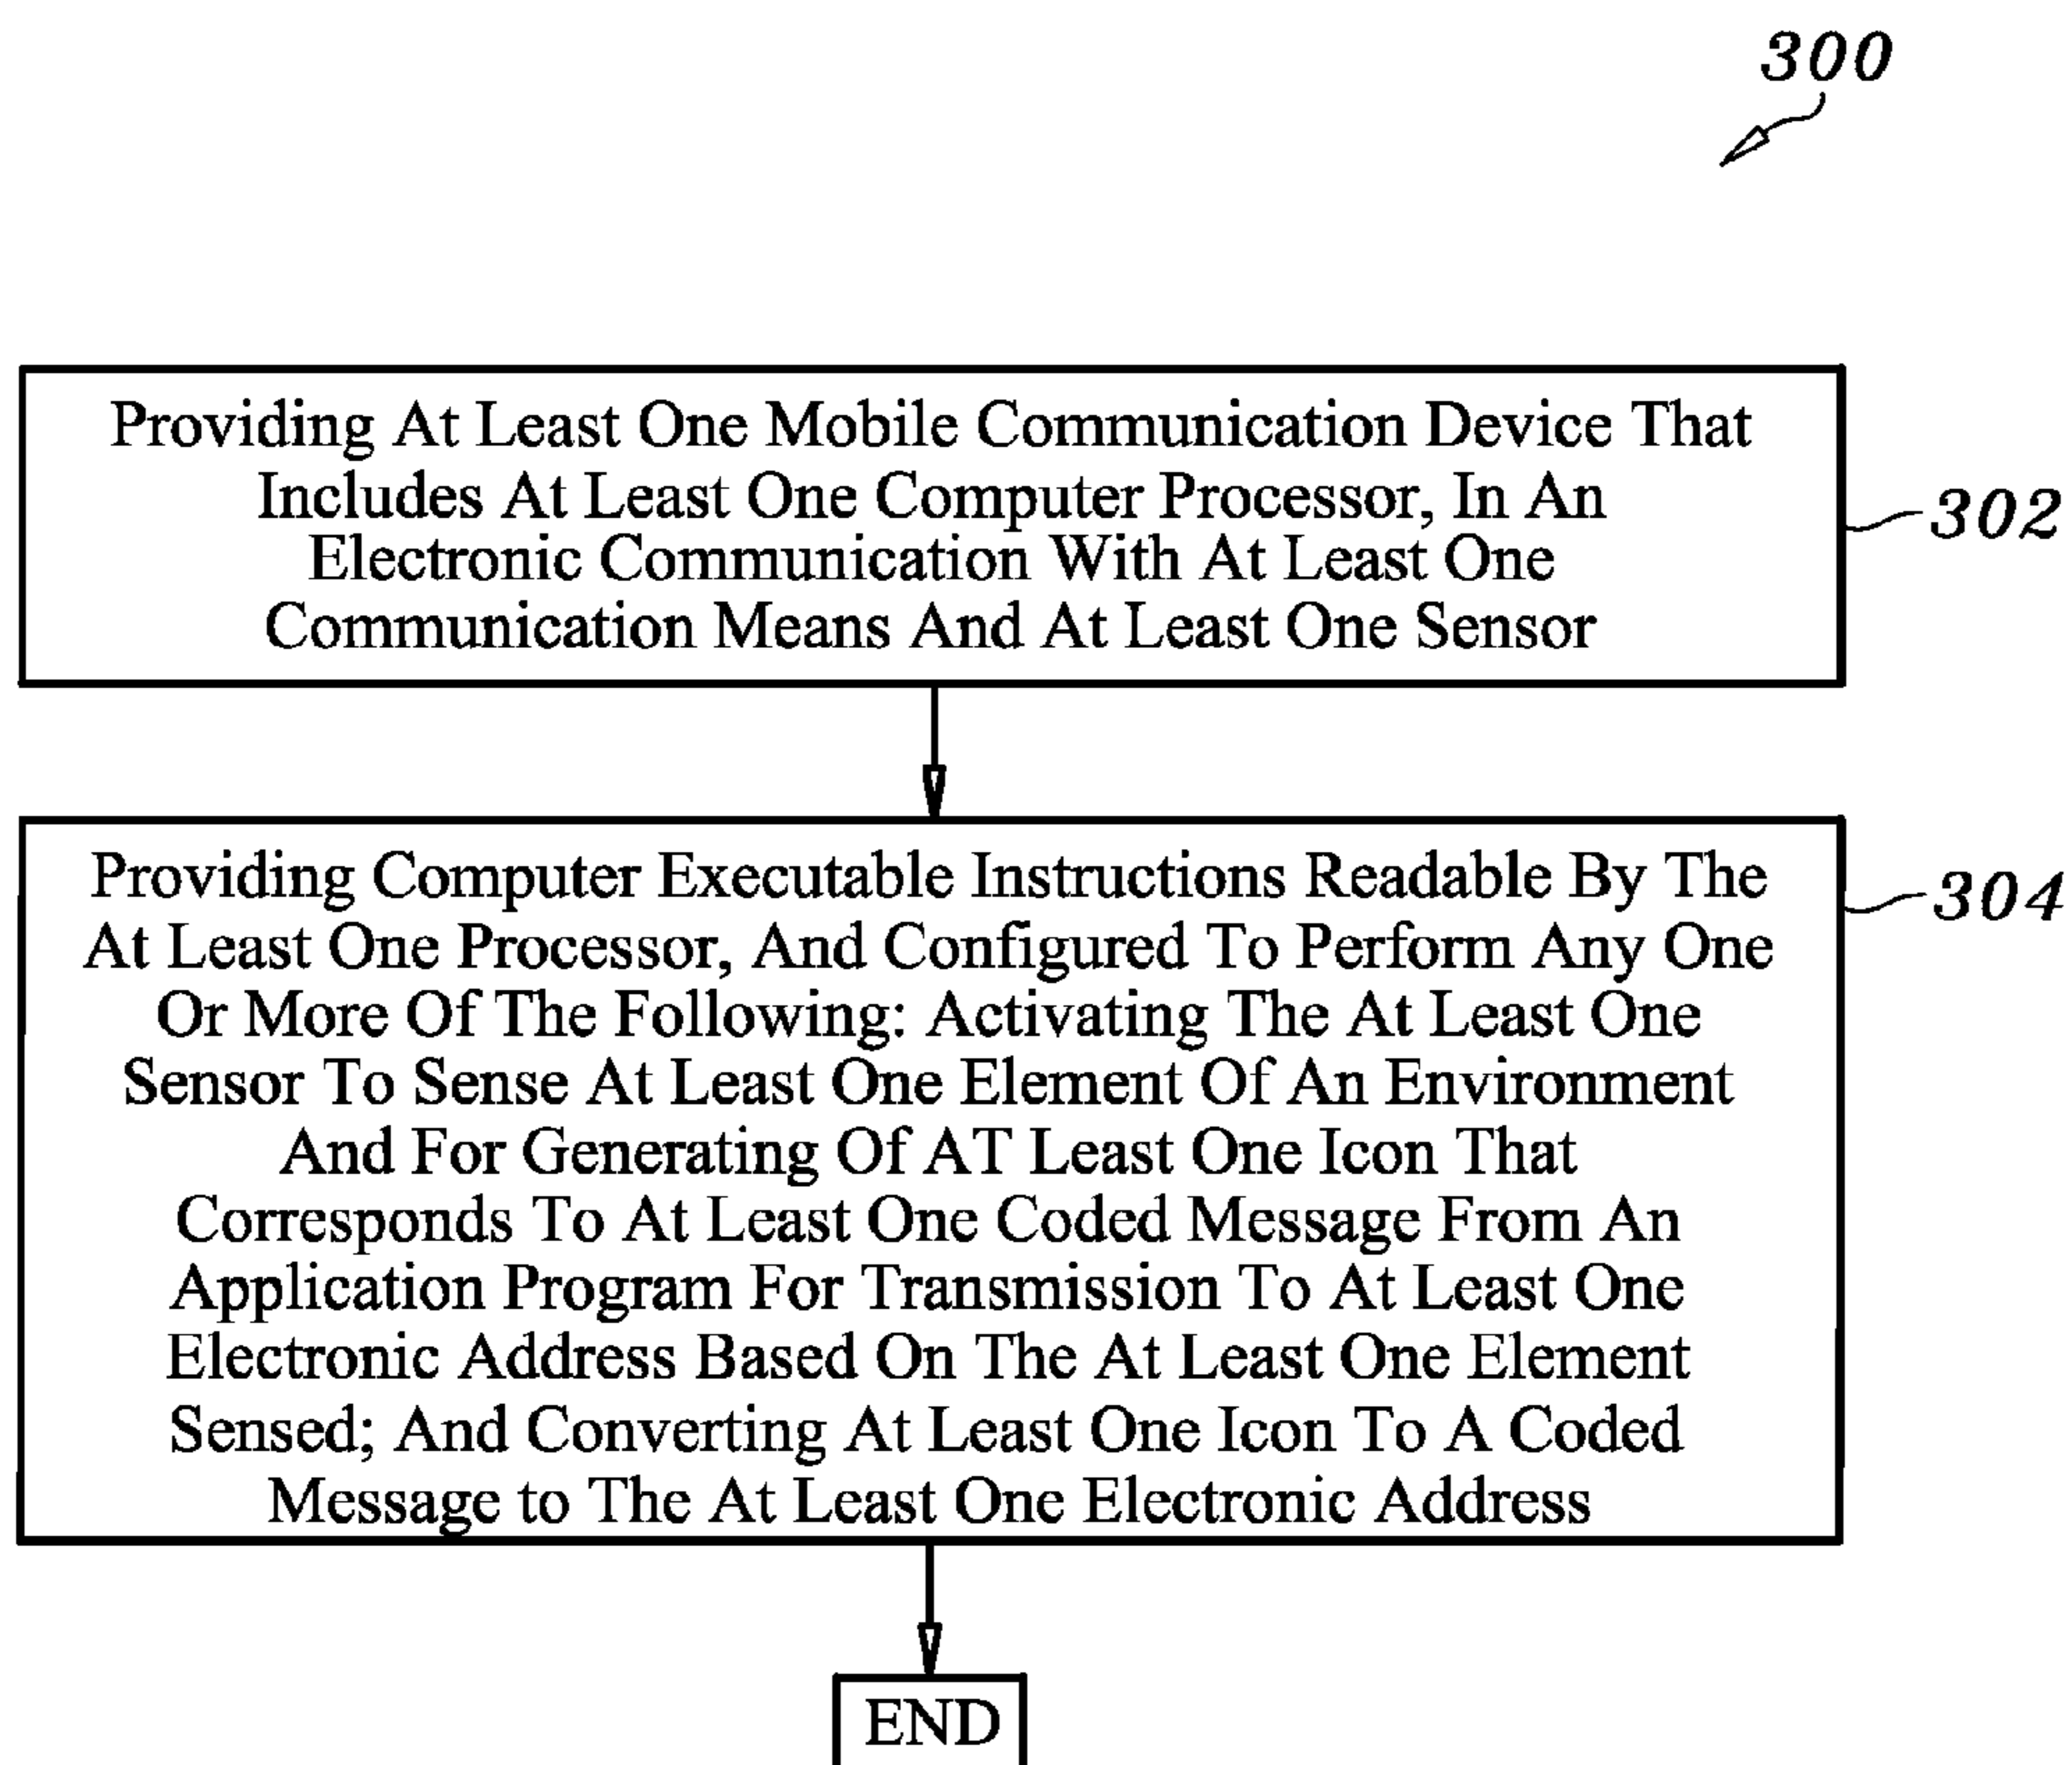 300
Providing At Least One Mobile Communication Device That
Includes At Least One Computer Processor, In An
Electronic Communication With At Least One
Communication Means And At Least One Sensor
302
Providing Computer Executable Instructions Readable By The
At Least One Processor, And Configured To Perform Any One
Or More Of The Following: Activating The At Least One
Sensor To Sense At Least One Element Of An Environment
And For Generating Of AT Least One Icon That
Corresponds To At Least One Coded Message From An
Application Program For Transmission To At Least One
Electronic Address Based On The At Least One Element
Sensed; And Converting At Least One Icon To A Coded
Message to The At Least One Electronic Address
304
END